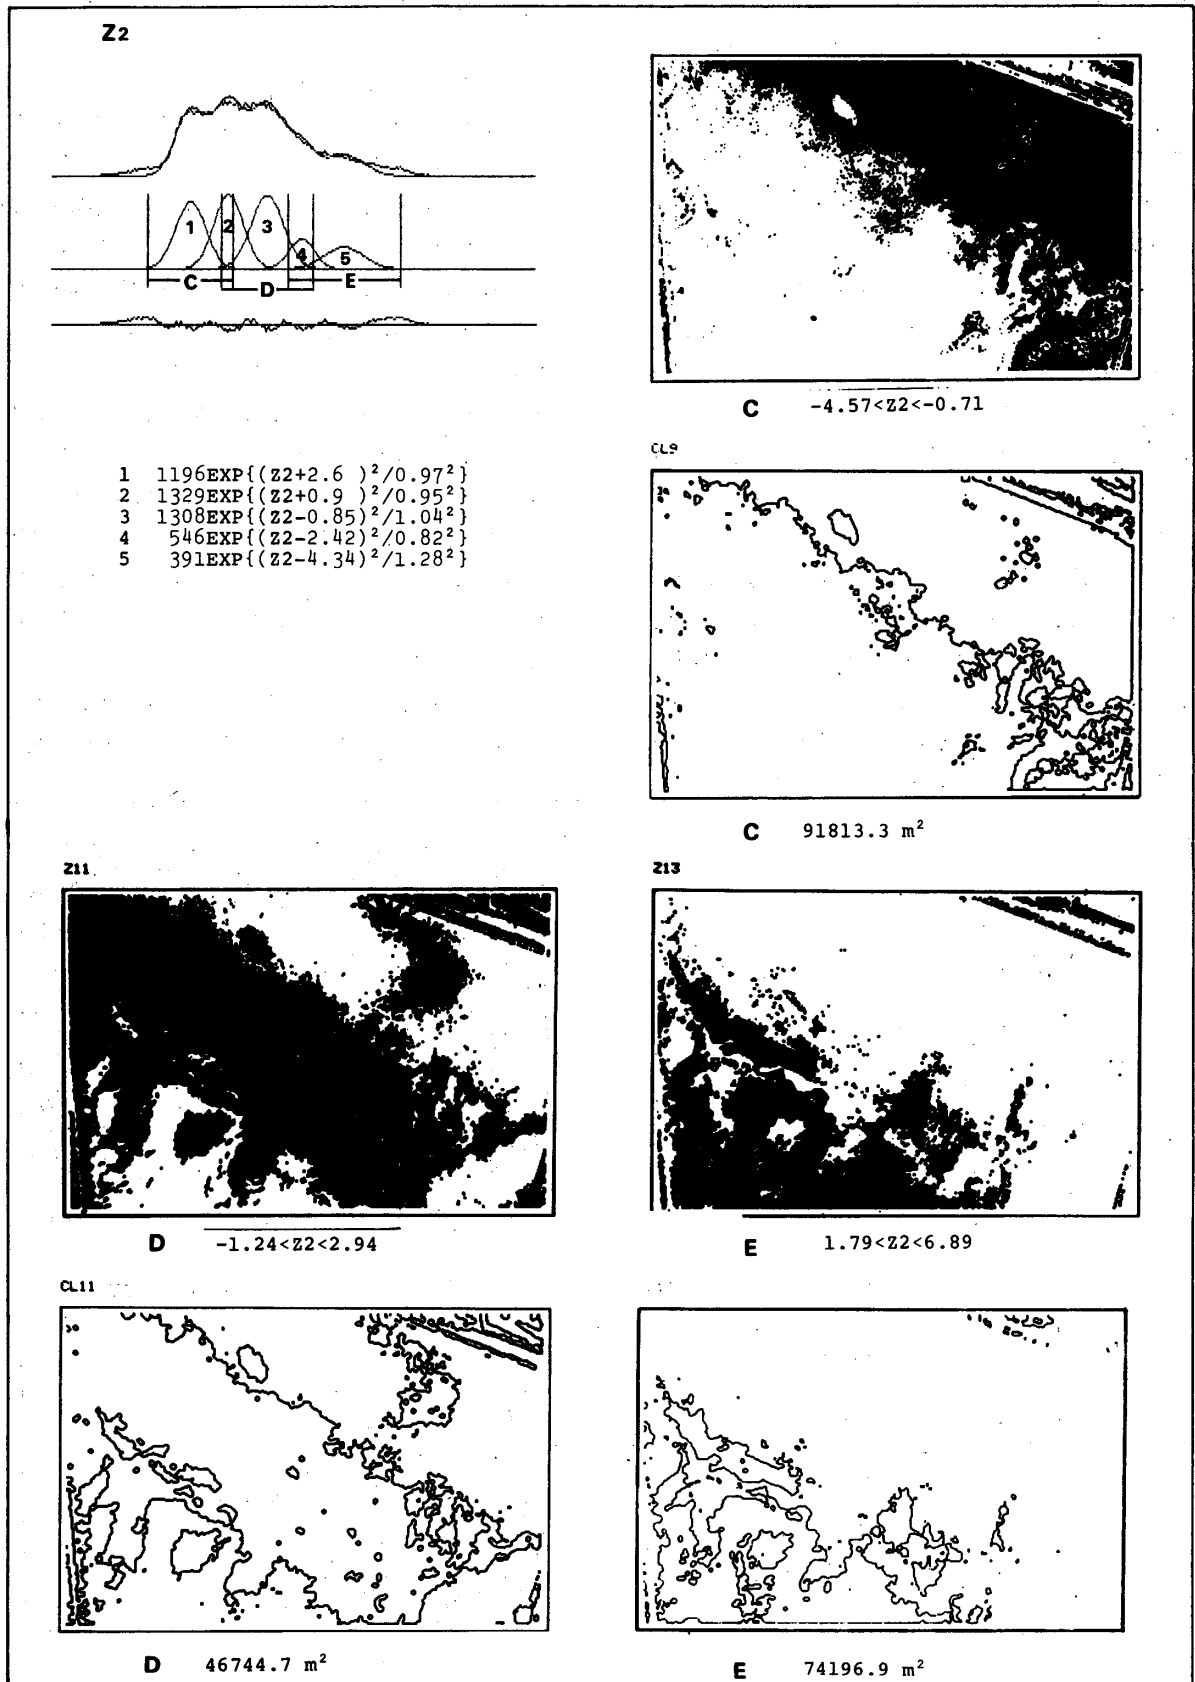 Z2
1 2 3 4 5
C D E
C -4.57<Z2<-0.71
CL9
1 1196EXP{(Z2+2.6 )²/0.97²}
2 1329EXP{(Z2+0.9 )²/0.95²}
3 1308EXP{(Z2-0.85)²/1.04²}
4 546EXP{(Z2-2.42)²/0.82²}
5 391EXP{(Z2-4.34)²/1.28²}
C 91813.3 m²
Z11
Z13
D -1.24<Z2<2.94
E 1.79<Z2<6.89
CL11
D 46744.7 m²
E 74196.9 m²